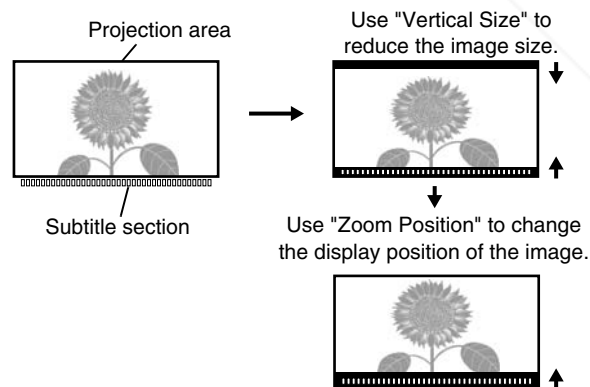 Projection area
Subtitle section
Use "Vertical Size" to
reduce the image size.
Use "Zoom Position" to change
the display position of the image.